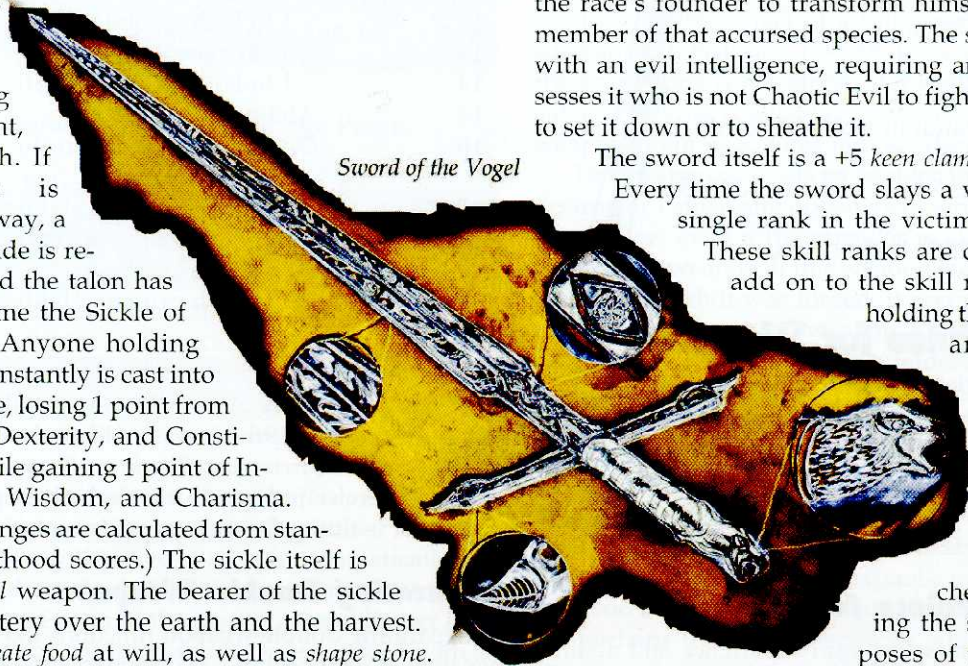 g
nt,
h. If
is
way, a
de is re-
d the talon has
me the Sickle of
Anyone holding
nstantly is cast into
e, losing 1 point from
Dexterity, and Consti-
ile gaining 1 point of In-
Wisdom, and Charisma.
nges are calculated from stan-
thood scores.) The sickle itself is
l weapon. The bearer of the sickle
tery over the earth and the harvest.
ate food at will, as well as shape stone.
Sword of the Vogel
the race's founder to transform hims
member of that accursed species. The s
with an evil intelligence, requiring an
sesses it who is not Chaotic Evil to fight
to set it down or to sheathe it.
The sword itself is a +5 keen clam
Every time the sword slays a v
single rank in the victim
These skill ranks are c
add on to the skill r
holding th
an
che
ing the s
poses of